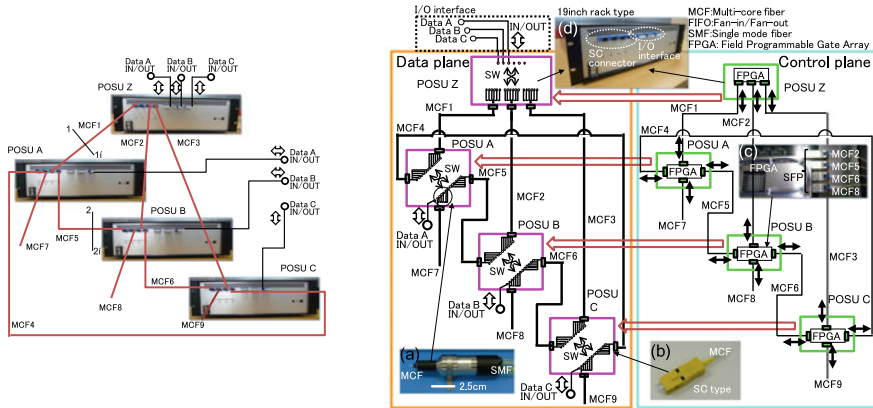 Data A
IN/OUT
Data B
IN/OUT
Data C
IN/OUT
POSU Z
MCF1
MCF2
MCF3
1
1i
POSU A
Data A
IN/OUT
Data B
IN/OUT
Data C
IN/OUT
2
2i
POSU B
MCF7
MCF5
MCF6
POSU C
MCF8
MCF9
MCF4
I/O interface
Data A
Data B
Data C
IN/OUT
19inch rack type
(d)
SC
connector
I/O
interface
MCF:Multi-core fiber
FIFO:Fan-in/Fan-out
SMF:Single mode fiber
FPGA: Field Programmable Gate Array
Data plane
POSU Z
SW
MCF1
MCF4
POSU A
SW
MCF5
Data A
IN/OUT
MCF7
MCF2
POSU B
SW
MCF6
Data B
IN/OUT
MCF8
MCF3
POSU
C
SW
Data C
IN/OUT
MCF9
(a)
MCF
SMF
2.5cm
(b)
MCF
SC type
Control plane
FPGA
POSU Z
MCF1
MCF2
MCF4
POSU A
FPGA
MCF5
MCF7
(c)
FPGA
SFP
MCF2
MCF5
MCF6
MCF8
POSU B
FPGA
MCF6
MCF8
MCF3
POSU C
FPGA
MCF9